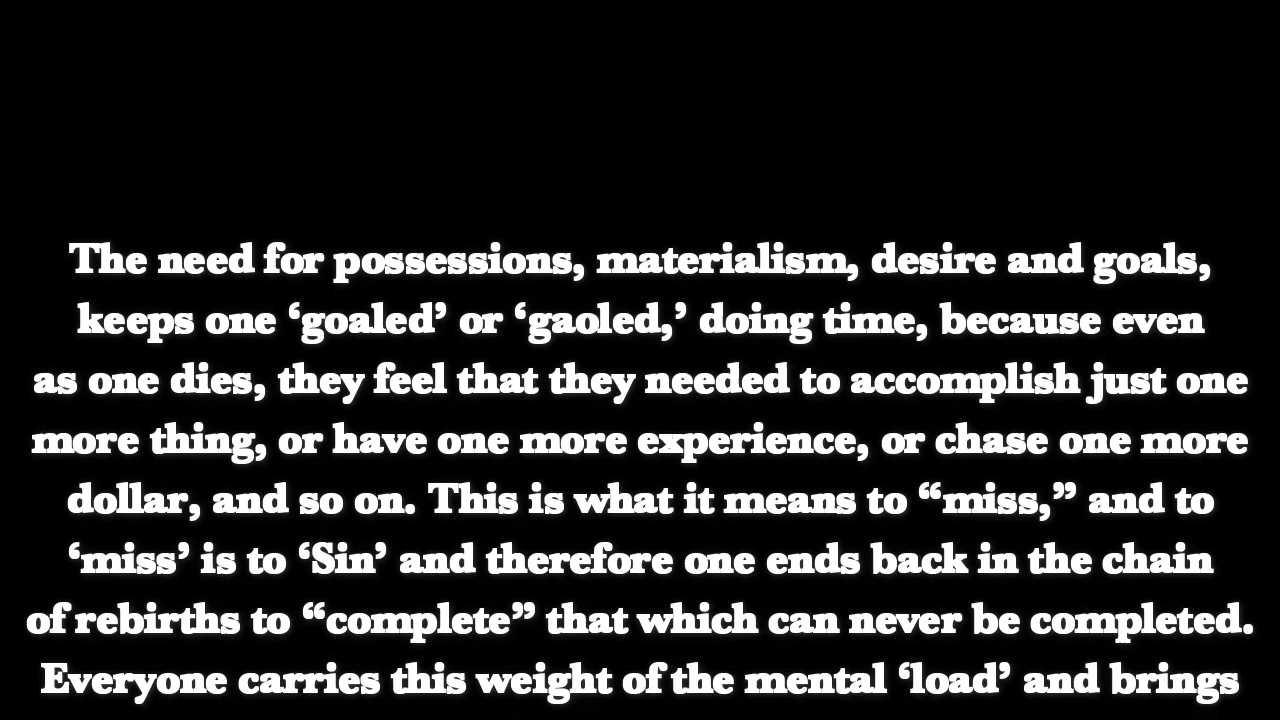 The need for possessions, materialism, desire and goals,
keeps one ‘goaled’ or ‘gaoled,’ doing time, because even
as one dies, they feel that they needed to accomplish just one
more thing, or have one more experience, or chase one more
dollar, and so on. This is what it means to “miss,” and to
‘miss’ is to ‘Sin’ and therefore one ends back in the chain
of rebirths to “complete” that which can never be completed.
Everyone carries this weight of the mental ‘load’ and brings